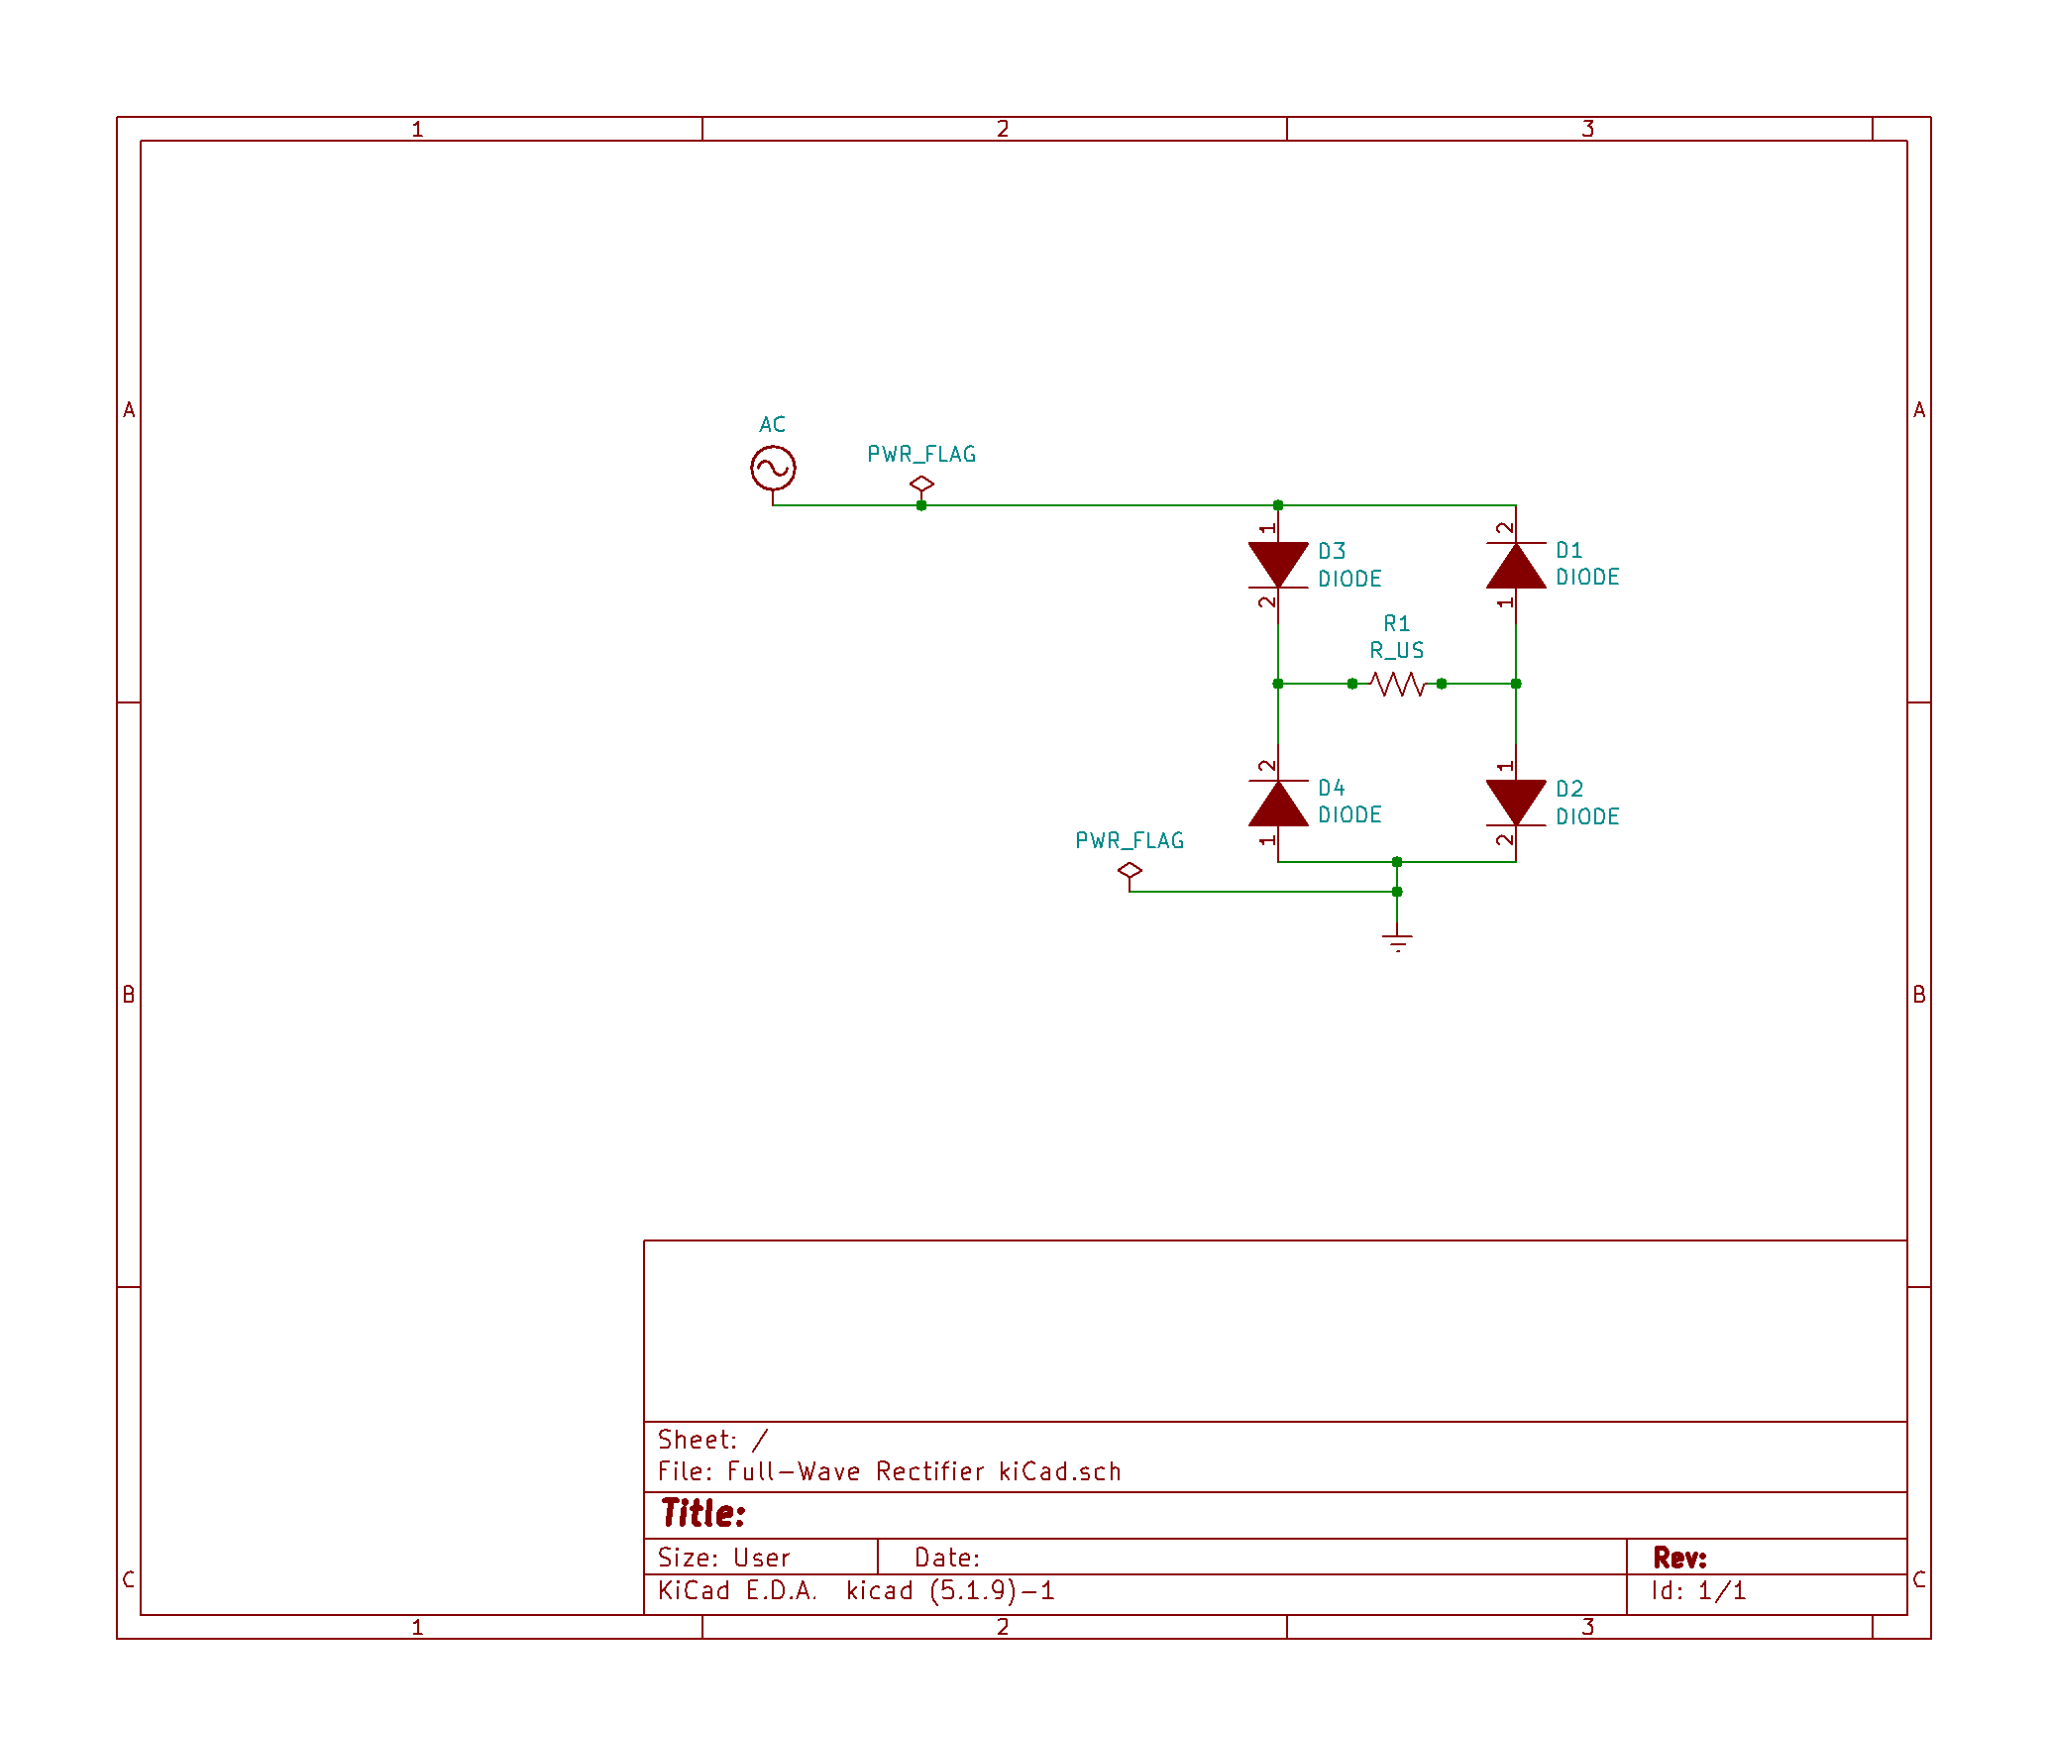 1 2 3
A A
AC
PWR_FLAG
1 D3 2 D1
DIODE DIODE
2 1
R1
R_US
2 D4 1 D2
DIODE DIODE
PWR_FLAG 1 2
B B
Sheet: /
File: Full-Wave Rectifier kiCad.sch
Title:
Size: User Date: Rev:
C KiCad E.D.A. kicad (5.1.9)-1 Id: 1/1 C
1 2 3